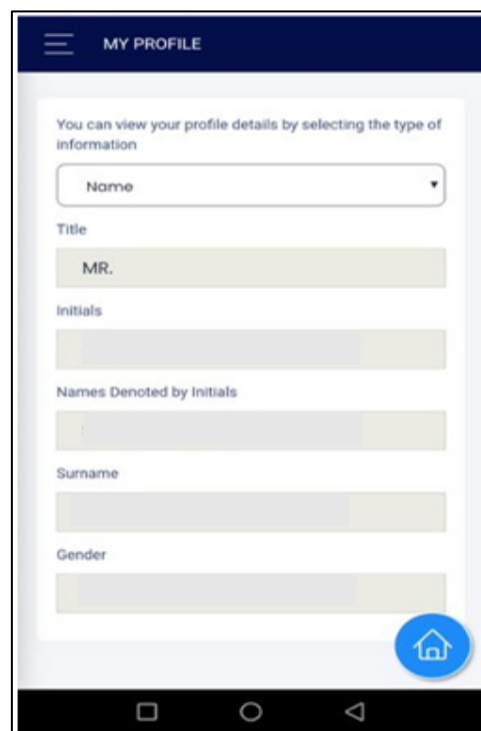 MY PROFILE
You can view your profile details by selecting the type of
information
Name
Title
MR.
Initials
Names Denoted by Initials
Surname
Gender